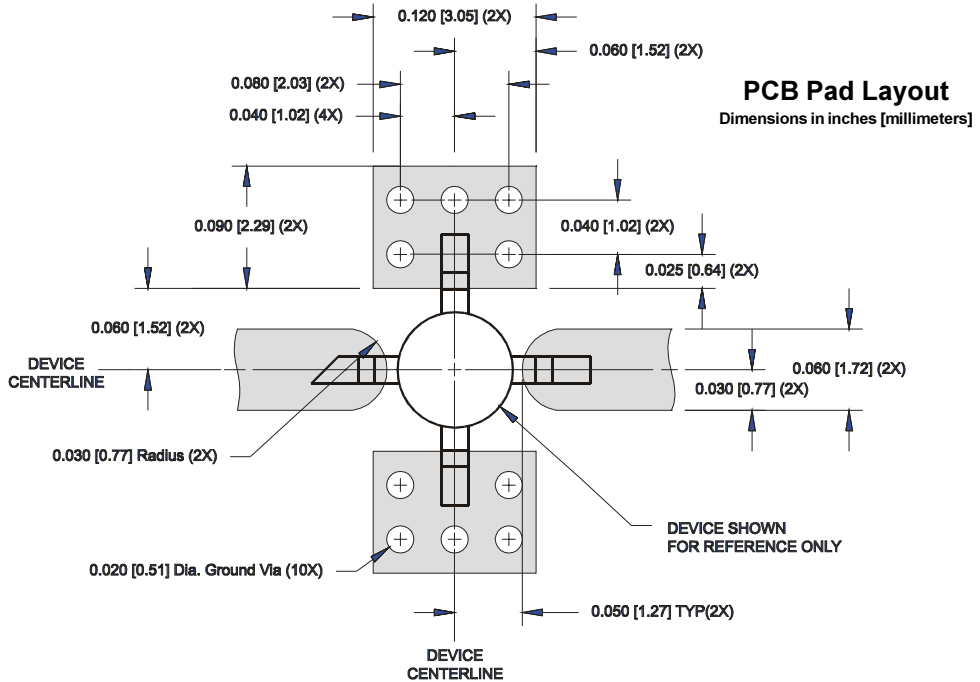 0.120 [3.05] (2X)
0.060 [1.52] (2X)
0.080 [2.03] (2X)
PCB Pad Layout
0.040 [1.02] (4X)
Dimensions in inches [millimeters]
0.090 [2.29] (2X)
0.040 [1.02] (2X)
0.025 [0.64] (2X)
0.060 [1.52] (2X)
DEVICE
CENTERLINE
0.060 [1.72] (2X)
0.030 [0.77] (2X)
0.030 [0.77] Radius (2X)
DEVICE SHOWN
FOR REFERENCE ONLY
0.020 [0.51] Dia. Ground Via (10X)
0.050 [1.27] TYP(2X)
DEVICE
CENTERLINE